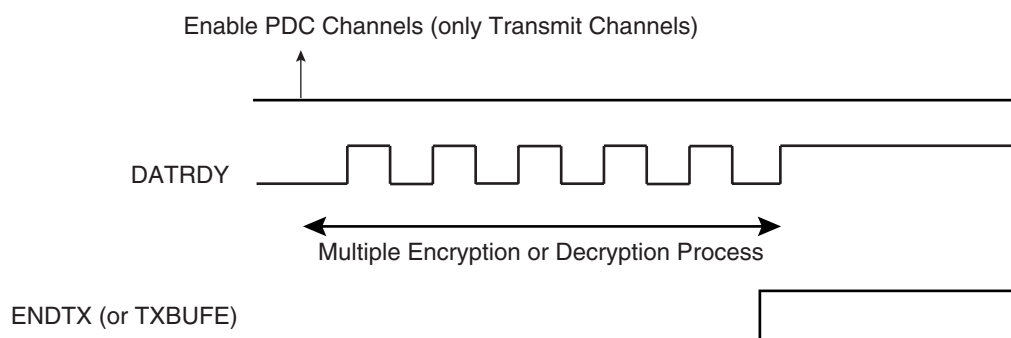 Enable PDC Channels (only Transmit Channels)
DATRDY
Multiple Encryption or Decryption Process
ENDTX (or TXBUFE)